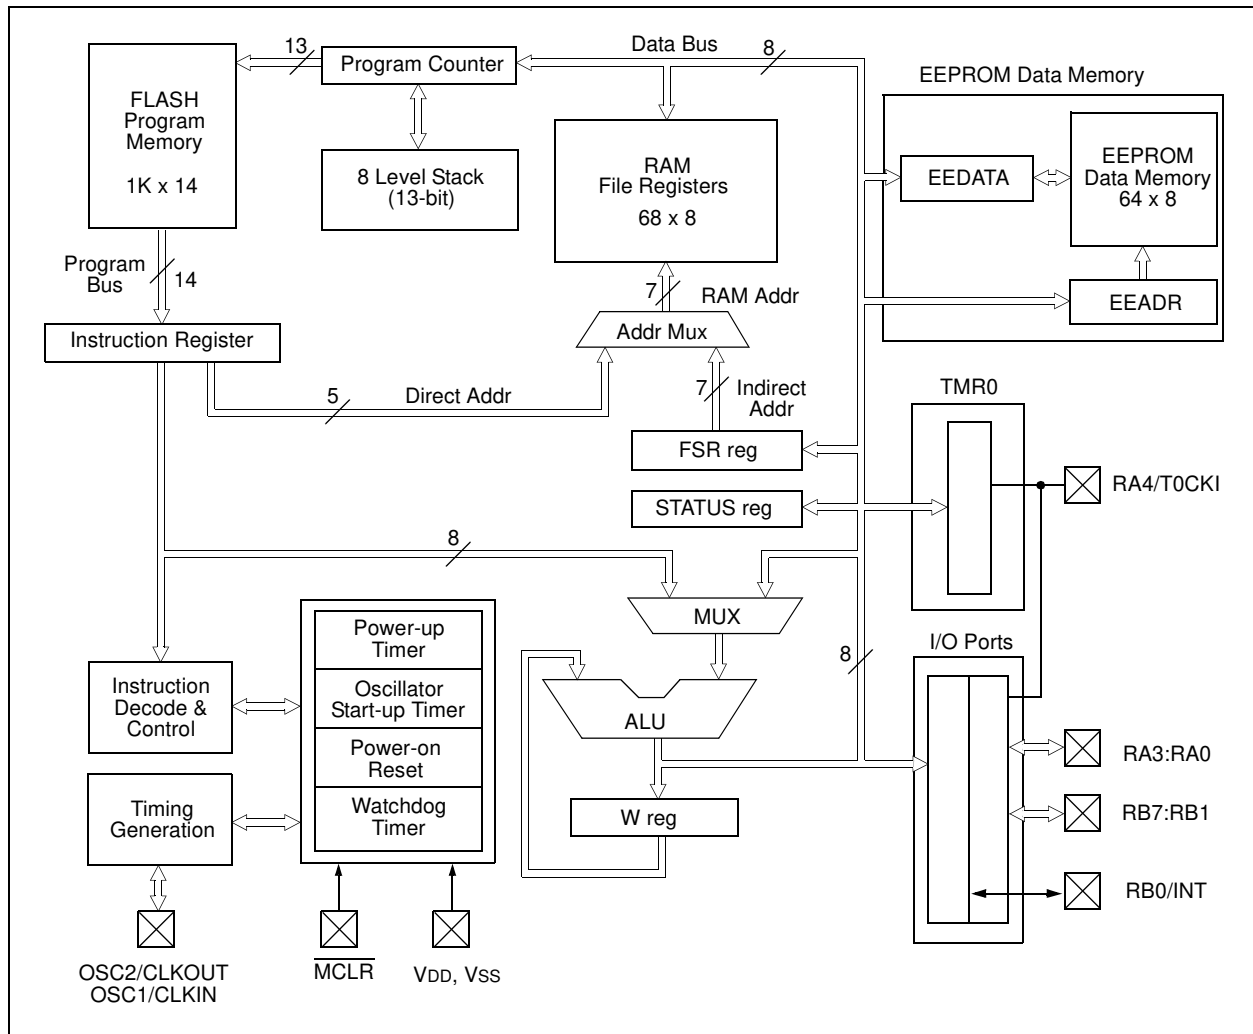 13
Data Bus
8
EEPROM Data Memory
FLASH
Program
Memory
1K x 14
Program Counter
8 Level Stack
(13-bit)
RAM
File Registers
68 x 8
EEDATA
EEPROM
Data Memory
64 x 8
EEADR
Program
Bus
14
7
RAM Addr
Instruction Register
Addr Mux
5
Direct Addr
7
Indirect
Addr
FSR reg
STATUS reg
TMR0
RA4/T0CKI
8
MUX
8
I/O Ports
Power-up
Timer
Oscillator
Start-up Timer
Power-on
Reset
Watchdog
Timer
Instruction
Decode &
Control
Timing
Generation
ALU
W reg
RA3:RA0
RB7:RB1
RB0/INT
OSC2/CLKOUT
OSC1/CLKIN
MCLR
VDD, VSS